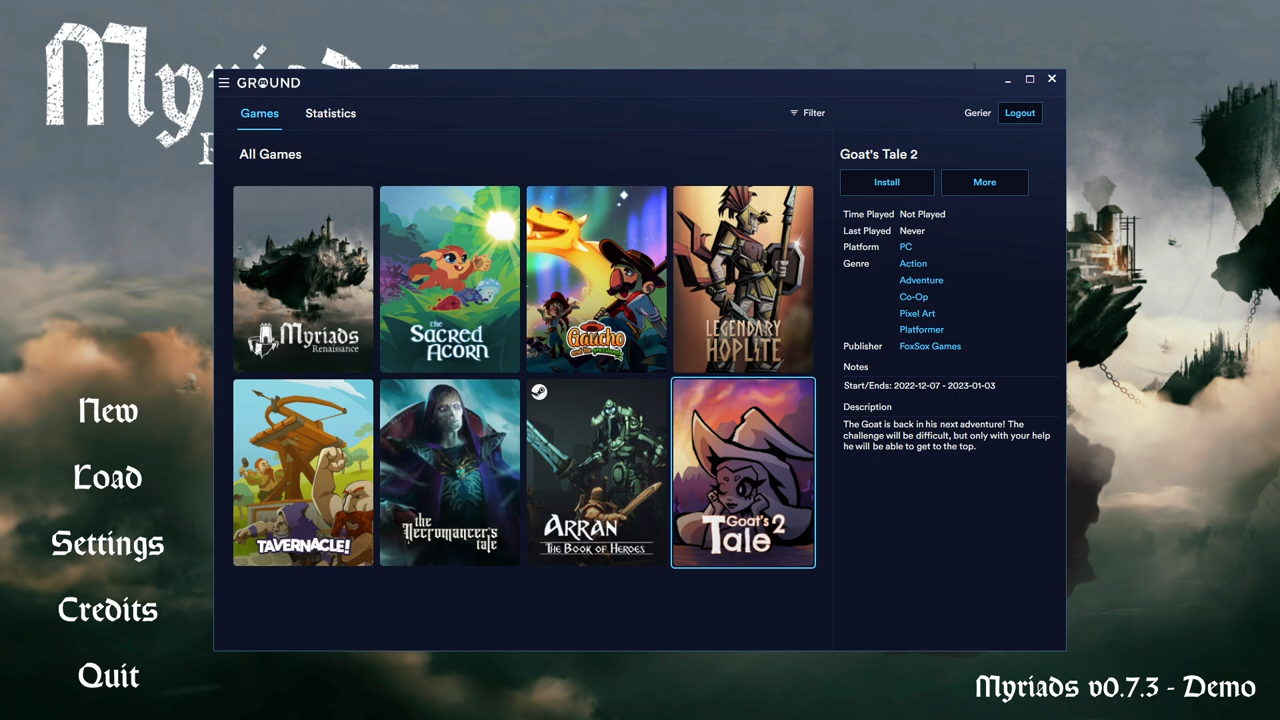 Myriads
GROUND
Games
Statistics
Filter
Gerier
Logout
All Games
Myriads
Renaissance
the
Sacred
Acorn
Gaucho
and the grassland
LEGENDARY
HOPLITE
TAVERNACLE!
the
Necromancer's
tale
ARRAN
THE BOOK OF HEROES
Goat's 2
Tale
Goat's Tale 2
Install
More
Time Played Not Played
Last Played Never
Platform PC
Genre Action
Adventure
Co-Op
Pixel Art
Platformer
Publisher FoxSox Games
Notes
Start/Ends: 2022-12-07 - 2023-01-03
Description
The Goat is back in his next adventure! The
challenge will be difficult, but only with your help
he will be able to get to the top.
New
Load
Settings
Credits
Quit
Myriads v0.7.3 - Demo